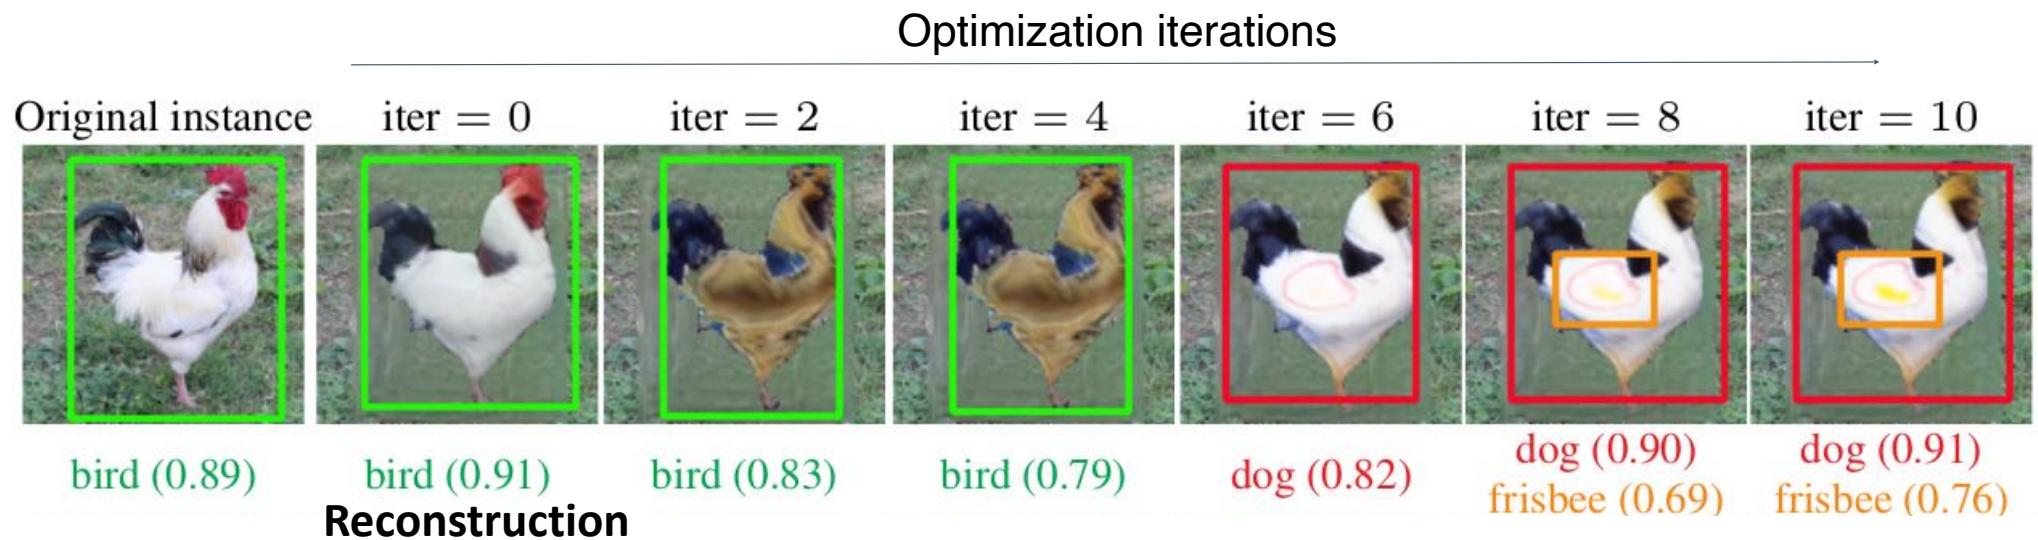 Optimization iterations
Original instance
iter = 0
iter = 2
iter = 4
iter = 6
iter = 8
iter = 10
bird (0.89)
bird (0.91)
bird (0.83)
bird (0.79)
dog (0.82)
dog (0.90)
frisbee (0.69)
dog (0.91)
frisbee (0.76)
Reconstruction